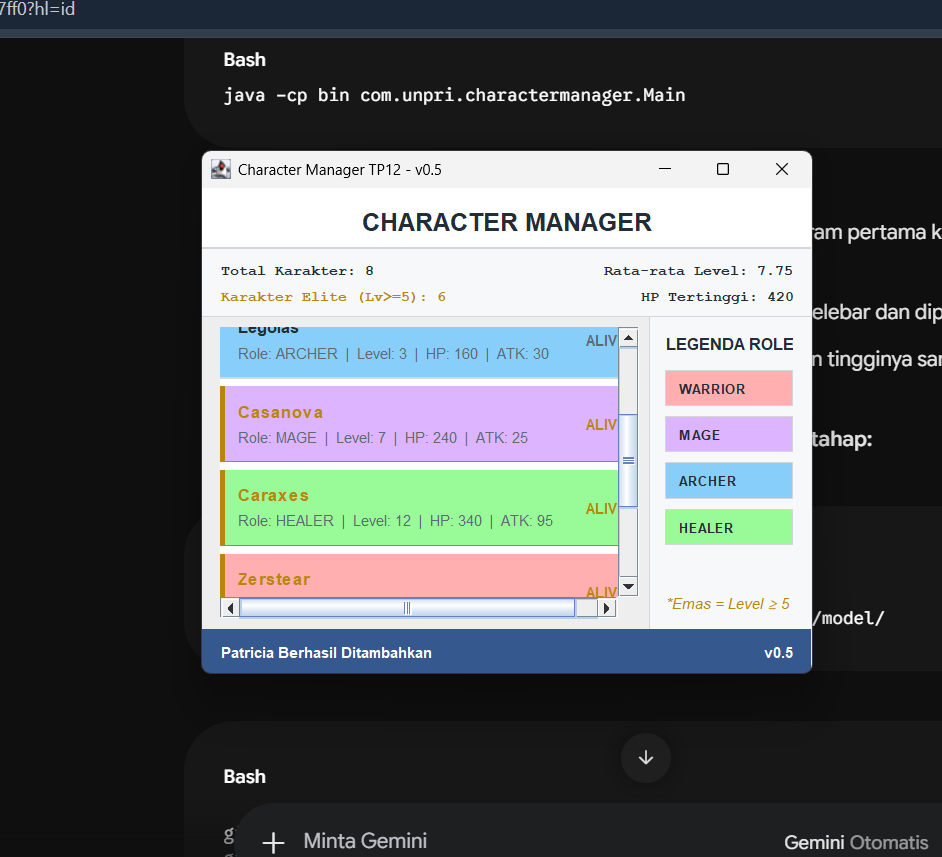 7ff0?hl=id
Bash
java -cp bin com.unpri.charactermanager.Main
Character Manager TP12 - v0.5
CHARACTER MANAGER
ram pertama k
Total Karakter: 8
Rata-rata Level: 7.75
Karakter Elite (Lv>=5): 6
HP Tertinggi: 420
elebar dan dip
Legolas
Role: ARCHER | Level: 3 | HP: 160 | ATK: 30
ALIV
LEGENDA ROLE
n tingginya sar
WARRIOR
Casanova
Role: MAGE | Level: 7 | HP: 240 | ATK: 25
ALIV
MAGE
tahap:
ARCHER
Caraxes
Role: HEALER | Level: 12 | HP: 340 | ATK: 95
ALIV
HEALER
Zerstear
ALIV
*Emas = Level ≥ 5
/model/
Patricia Berhasil Ditambahkan
v0.5
Bash
g
Minta Gemini
Gemini Otomatis